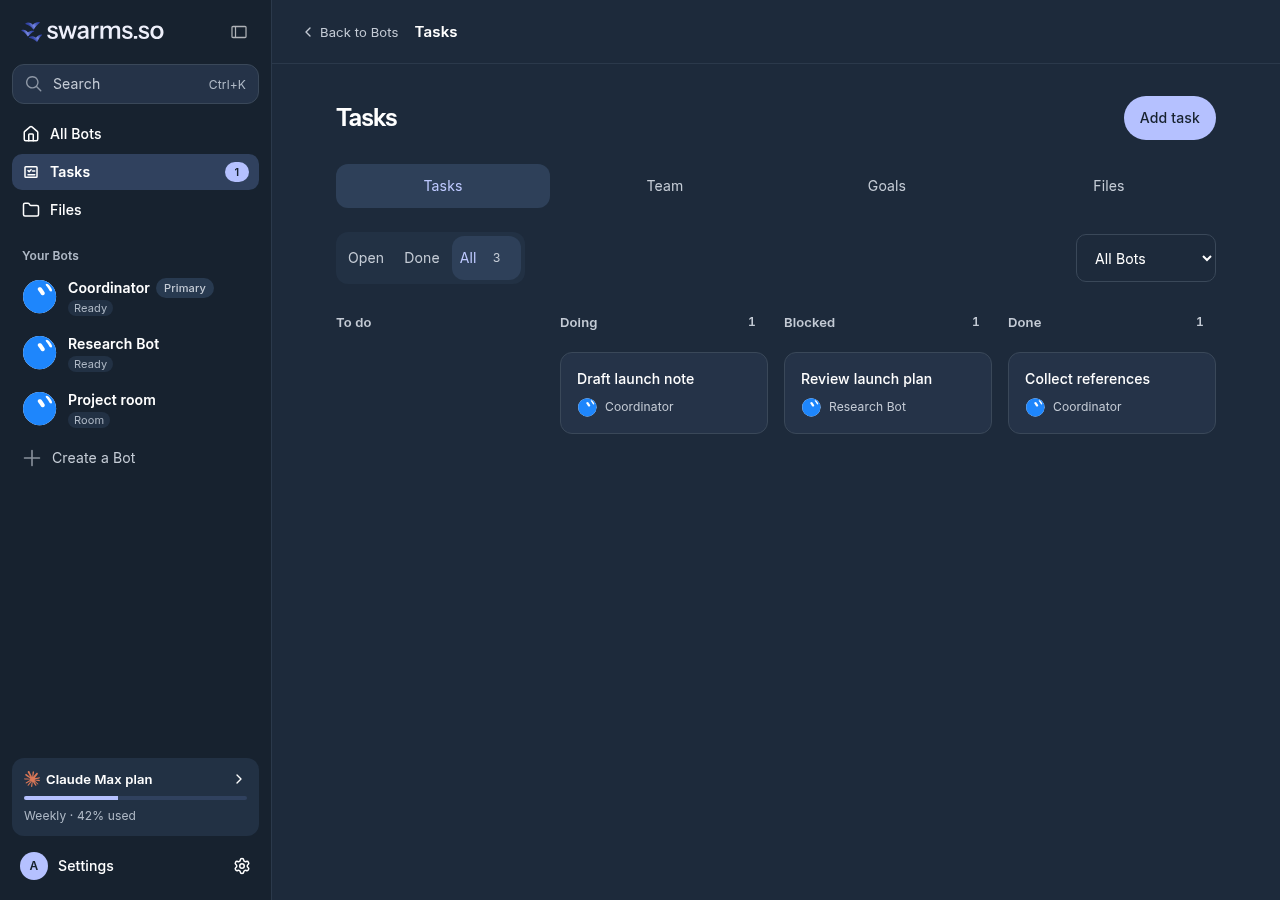 swarms.so
Search Ctrl+K
All Bots
Tasks 1
Files
Your Bots
Coordinator Primary
Ready
Research Bot
Ready
Project room
Room
Create a Bot
Claude Max plan
Weekly · 42% used
A Settings
Back to Bots Tasks
Tasks Add task
Tasks Team Goals Files
Open Done All 3 All Bots
To do Doing 1 Blocked 1 Done 1
Draft launch note
Coordinator
Review launch plan
Research Bot
Collect references
Coordinator